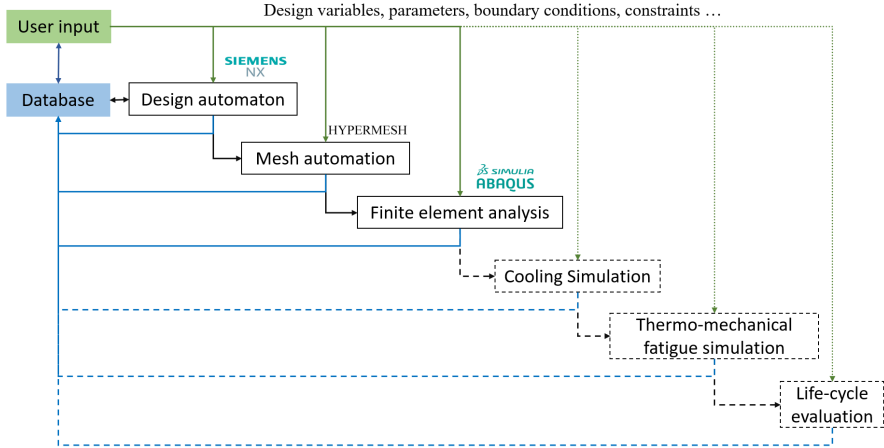 Design variables, parameters, boundary conditions, constraints …
User input
SIEMENS
NX
Database
Design automaton
HYPERMESH
Mesh automation
3DS SIMULIA
ABAQUS
Finite element analysis
Cooling Simulation
Thermo-mechanical
fatigue simulation
Life-cycle
evaluation